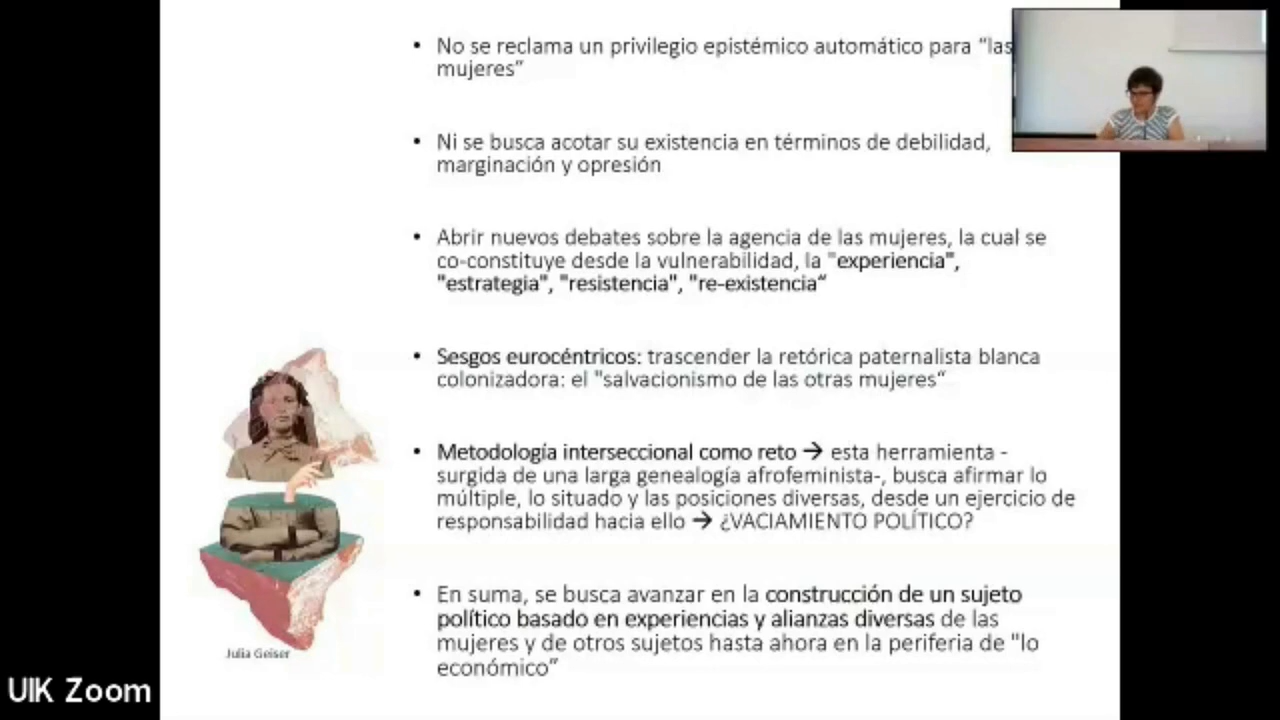 No se reclama un privilegio epistémico automático para “las
mujeres”
Ni se busca acotar su existencia en términos de debilidad,
marginación y opresión
Abrir nuevos debates sobre la agencia de las mujeres, la cual se
co-constituye desde la vulnerabilidad, la "experiencia",
"estrategia", "resistencia", "re-existencia“
Sesgos eurocéntricos: trascender la retórica paternalista blanca
colonizadora: el "salvacionismo de las otras mujeres“
Metodología interseccional como reto → esta herramienta -
surgida de una larga genealogía afrofeminista-, busca afirmar lo
múltiple, lo situado y las posiciones diversas, desde un ejercicio de
responsabilidad hacia ello → ¿VACIAMIENTO POLÍTICO?
En suma, se busca avanzar en la construcción de un sujeto
político basado en experiencias y alianzas diversas de las
mujeres y de otros sujetos hasta ahora en la periferia de "lo
económico”
Julia Geiser
UIK Zoom